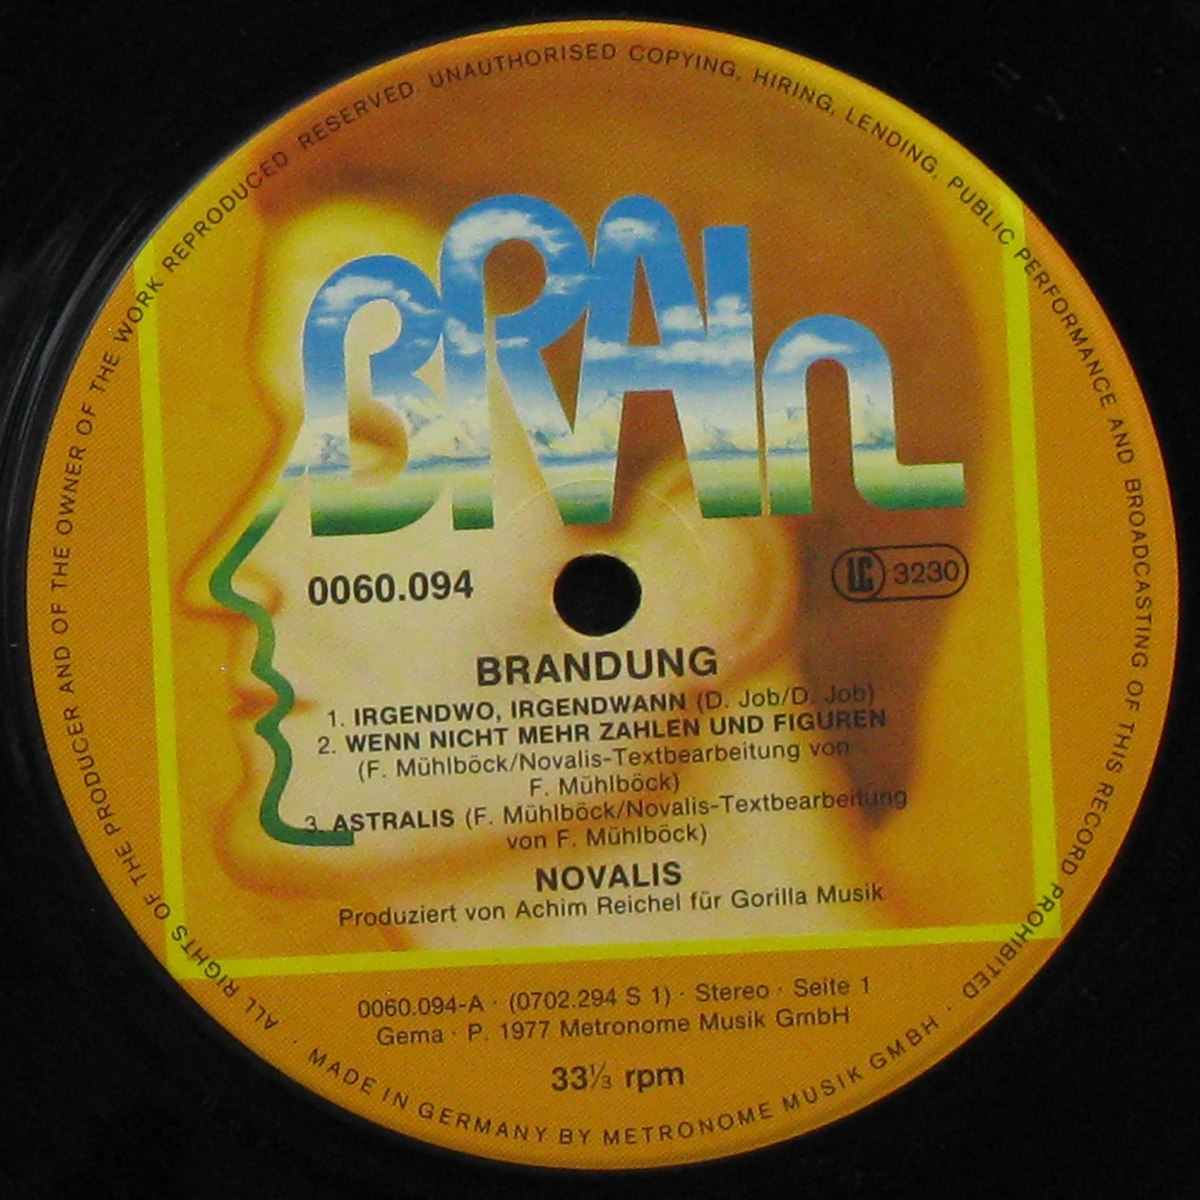 ALL RIGHTS OF THE PRODUCER AND OF THE OWNER OF THE WORK REPRODUCED RESERVED. UNAUTHORISED COPYING, HIRING, LENDING, PUBLIC PERFORMANCE AND BROADCASTING OF THIS RECORD PROHIBITED ·
BRAIN
0060.094
LC 3230
BRANDUNG
1. IRGENDWO, IRGENDWANN (D. Job/D. Job)
2. WENN NICHT MEHR ZAHLEN UND FIGUREN
(F. Mühlböck/Novalis-Textbearbeitung von
F. Mühlböck)
3. ASTRALIS (F. Mühlböck/Novalis-Textbearbeitung
von F. Mühlböck)
NOVALIS
Produziert von Achim Reichel für Gorilla Musik
0060.094-A · (0702.294 S 1) · Stereo · Seite 1
Gema · P. 1977 Metronome Musik GmbH
33⅓ rpm
· MADE IN GERMANY BY METRONOME MUSIK GMBH